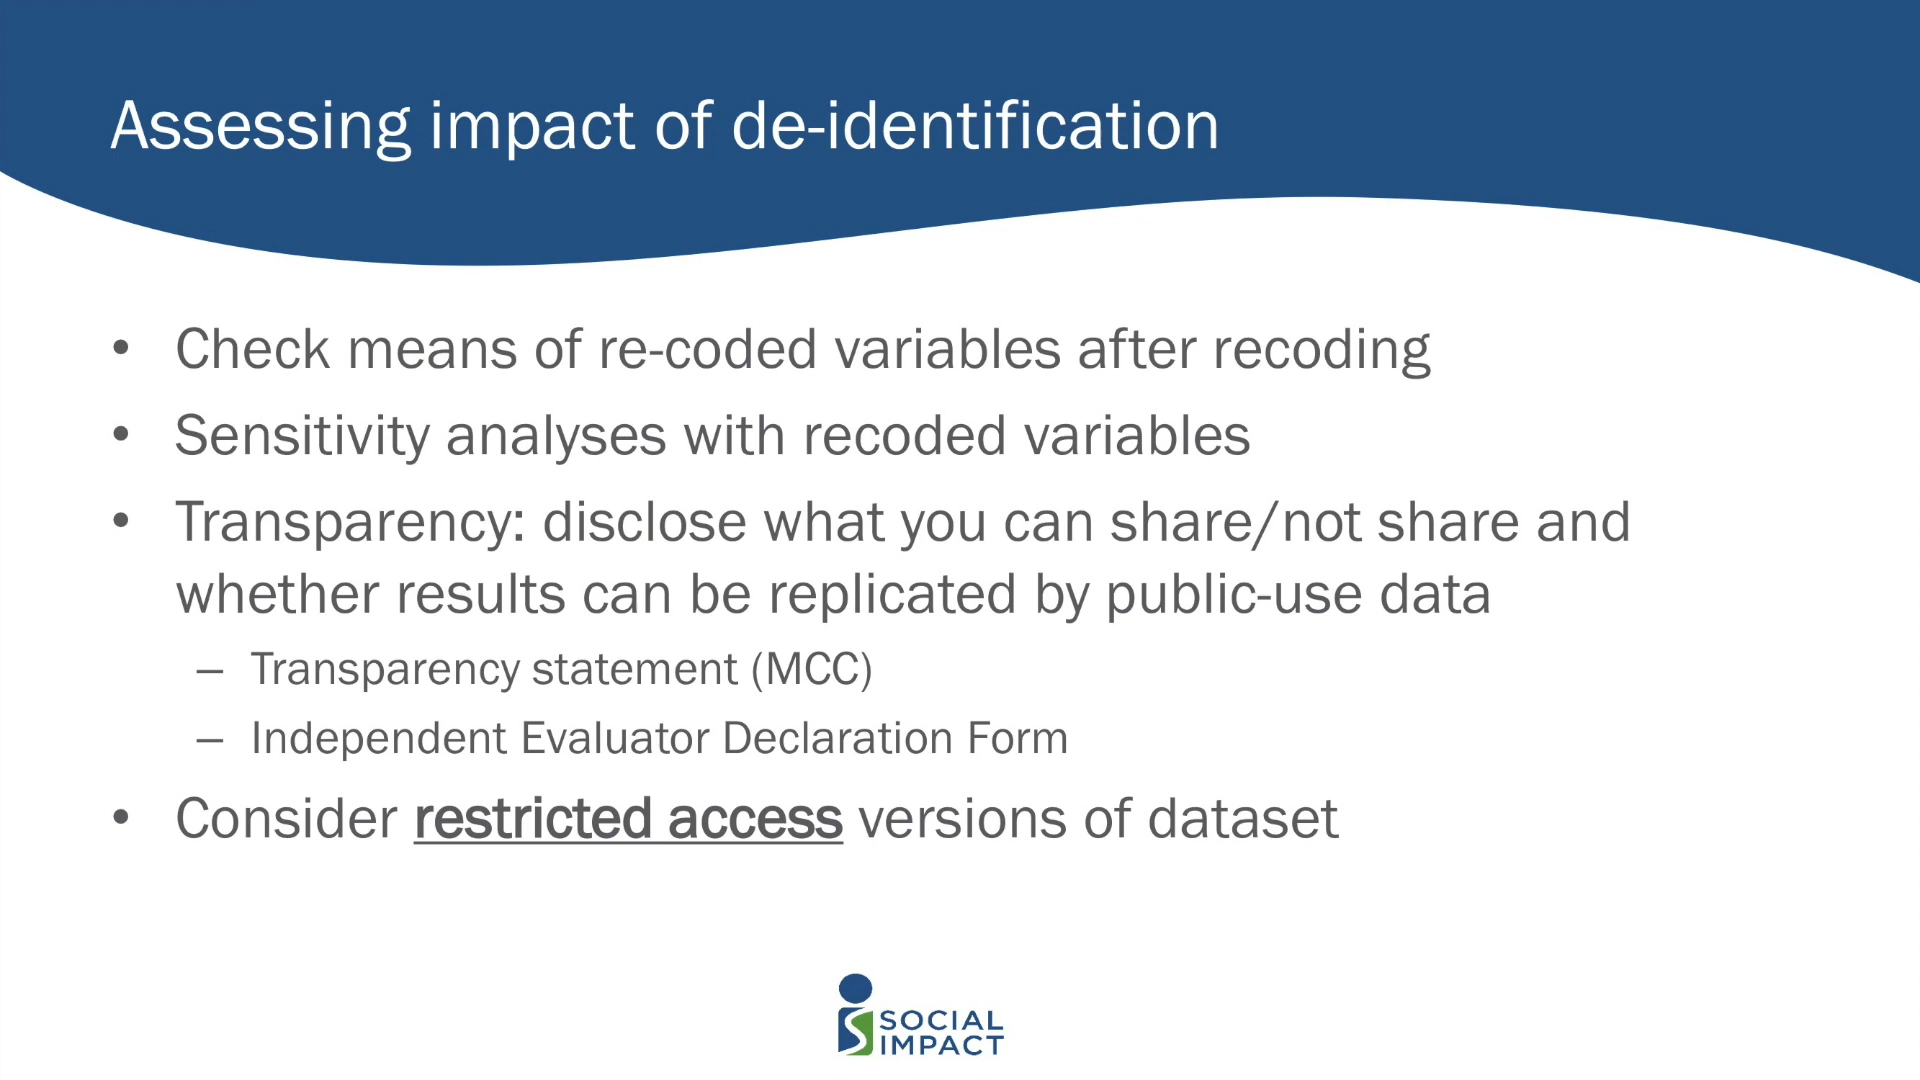 Assessing impact of de-identification
• Check means of re-coded variables after recoding
• Sensitivity analyses with recoded variables
• Transparency: disclose what you can share/not share and
whether results can be replicated by public-use data
– Transparency statement (MCC)
– Independent Evaluator Declaration Form
• Consider restricted access versions of dataset
SOCIAL
IMPACT